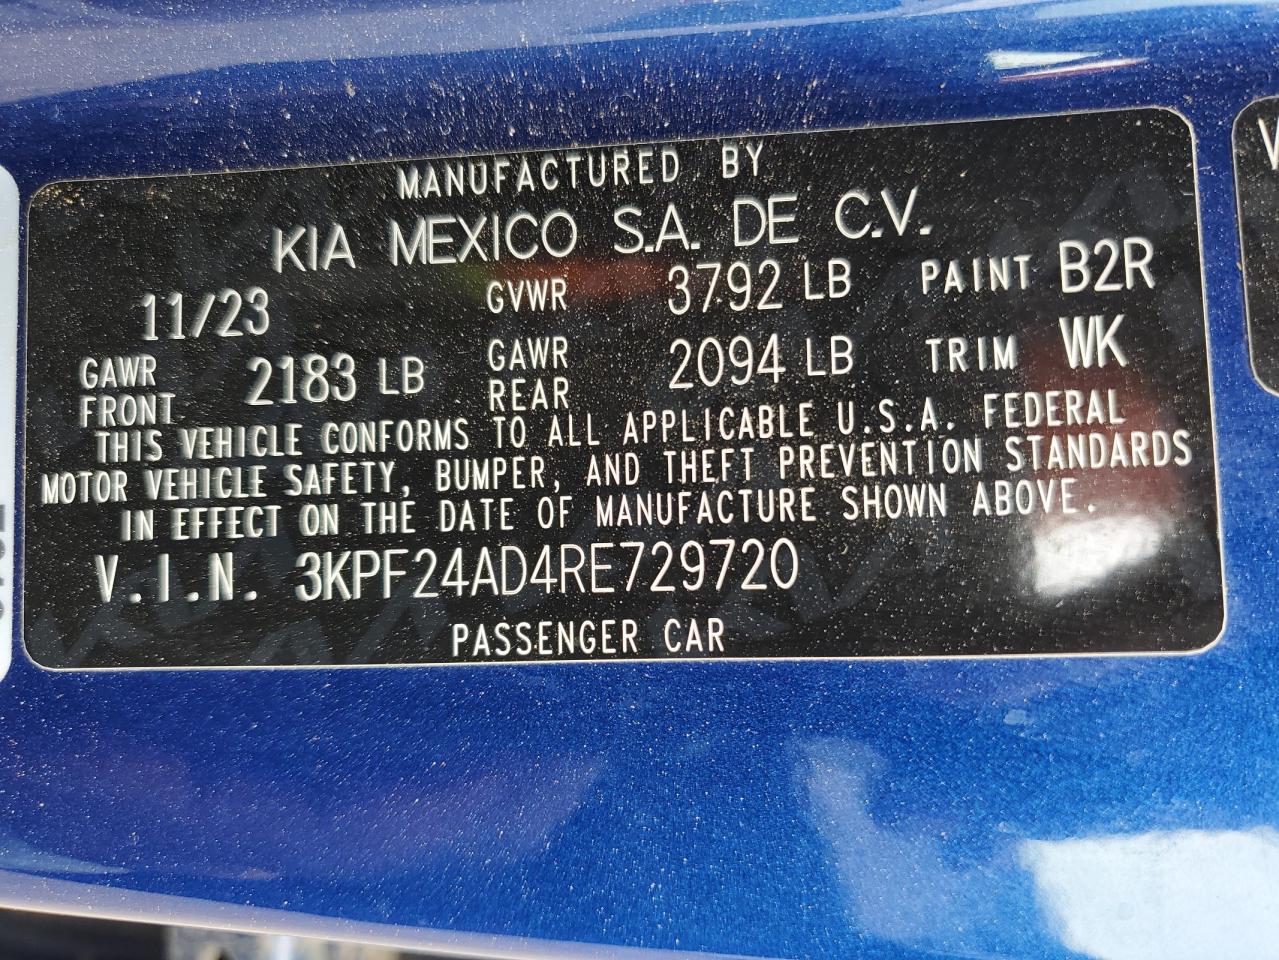 MANUFACTURED BY
KIA MEXICO S.A. DE C.V.
11/23 GVWR 3792 LB PAINT B2R
GAWR FRONT 2183 LB GAWR REAR 2094 LB TRIM WK
THIS VEHICLE CONFORMS TO ALL APPLICABLE U.S.A. FEDERAL
MOTOR VEHICLE SAFETY, BUMPER, AND THEFT PREVENTION STANDARDS
IN EFFECT ON THE DATE OF MANUFACTURE SHOWN ABOVE.
V.I.N. 3KPF24AD4RE729720
PASSENGER CAR